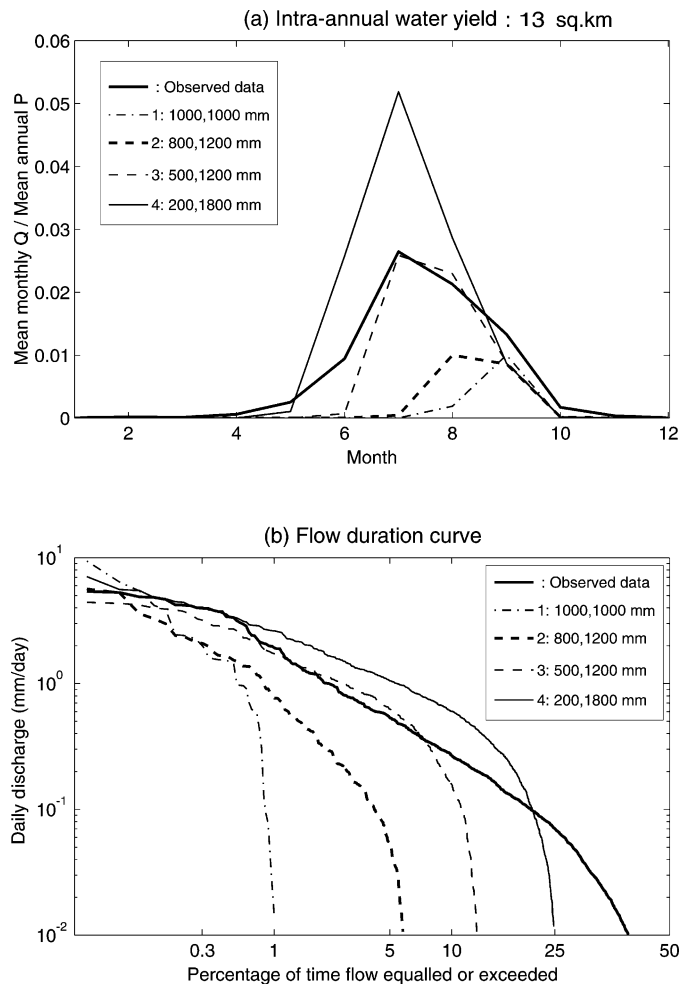 (a) Intra-annual water yield : 13 sq.km
0.06
0.05
0.04
0.03
0.02
0.01
0
Mean monthly Q / Mean annual P
: Observed data
1: 1000,1000 mm
2: 800,1200 mm
3: 500,1200 mm
4: 200,1800 mm
2 4 6 8 10 12
Month
(b) Flow duration curve
10^1
10^0
10^-1
10^-2
Daily discharge (mm/day)
: Observed data
1: 1000,1000 mm
2: 800,1200 mm
3: 500,1200 mm
4: 200,1800 mm
0.3 1 5 10 25 50
Percentage of time flow equalled or exceeded